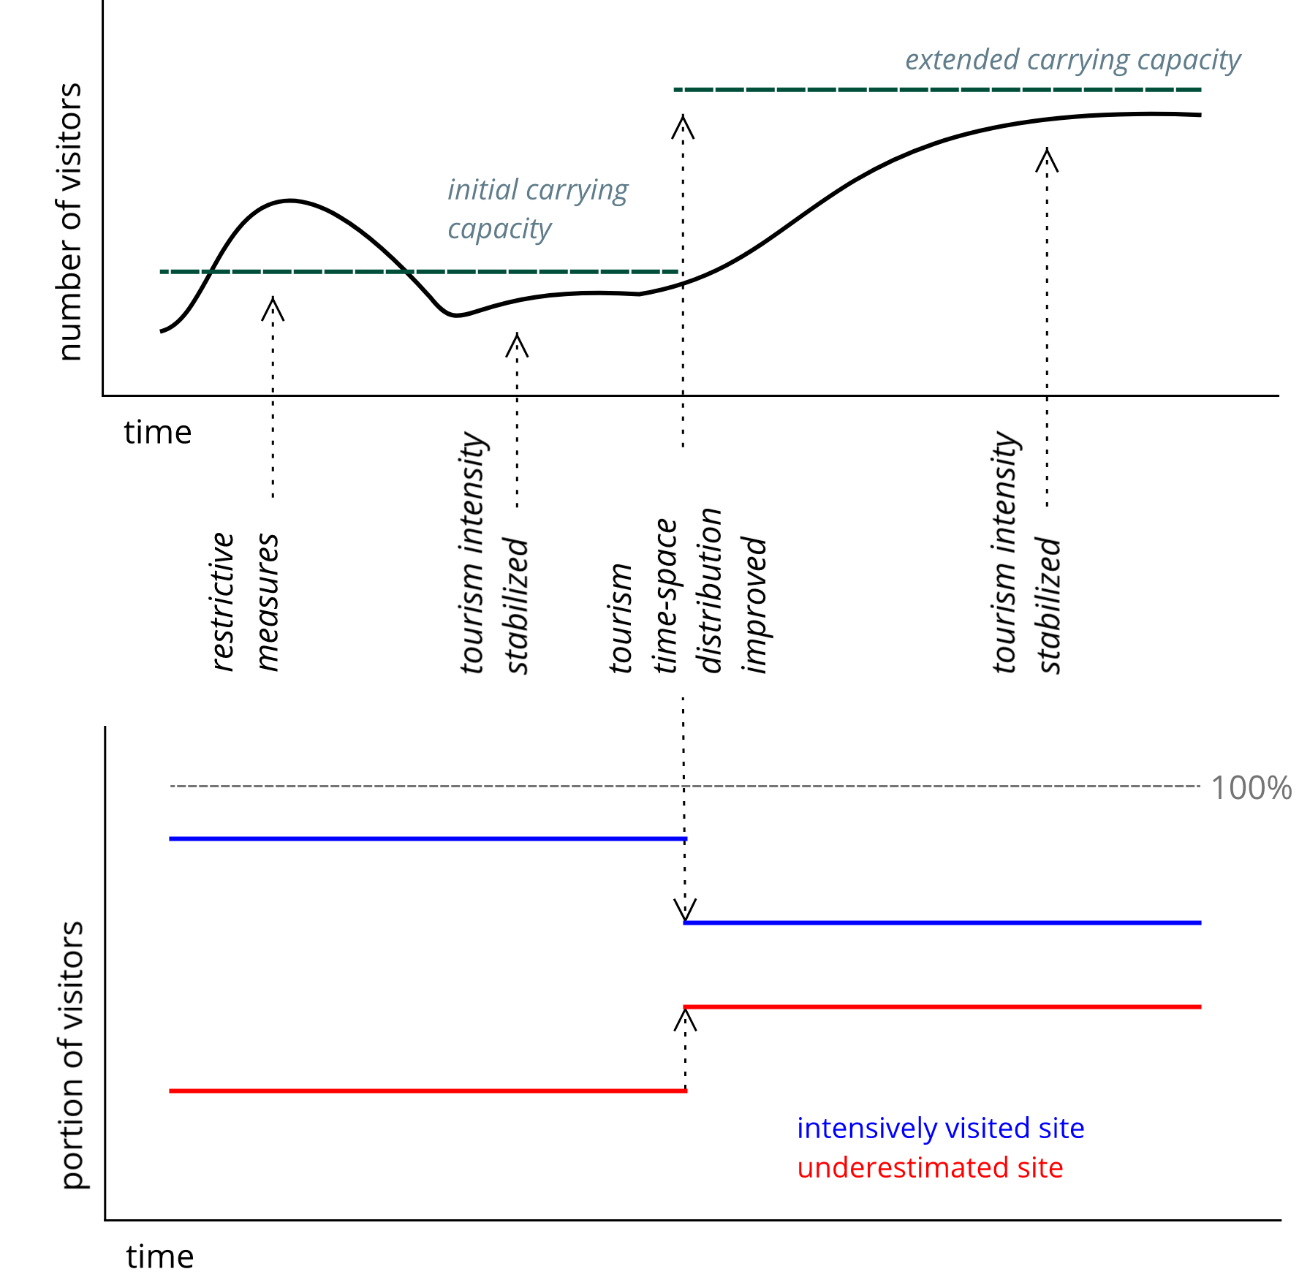 extended carrying capacity
number of visitors
initial carrying
capacity
time
restrictive
measures
tourism intensity
stabilized
tourism
time-space
distribution
improved
tourism intensity
stabilized
100%
portion of visitors
intensively visited site
underestimated site
time